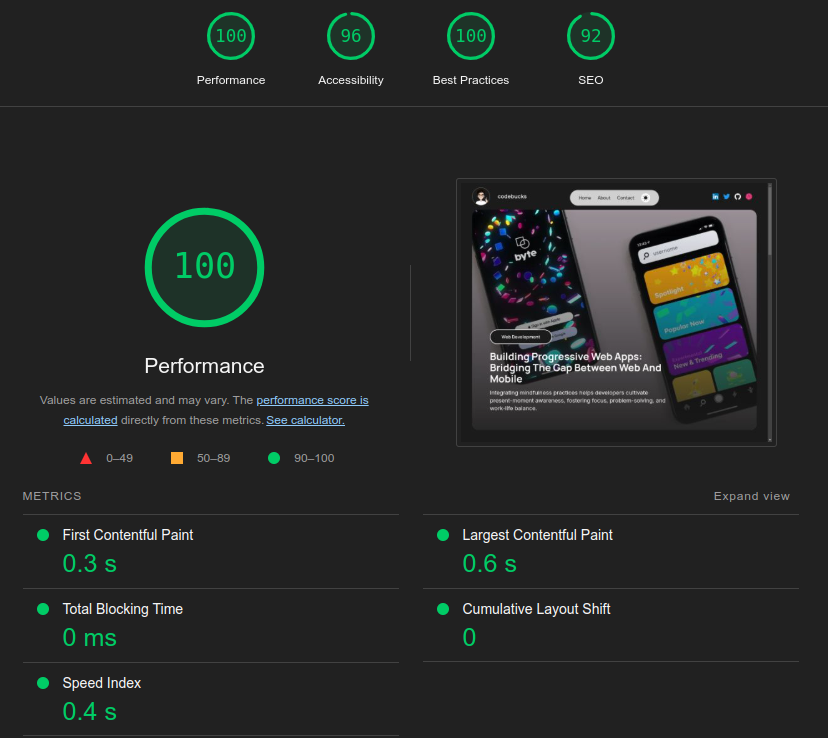 100
96
100
92
Performance
Accessibility
Best Practices
SEO
100
Performance
Values are estimated and may vary. The performance score is
calculated directly from these metrics. See calculator.
0–49
50–89
90–100
codebucks
Home
About
Contact
byte
username
Spotlight
Popular Now
New & Trending
Web Development
Building Progressive Web Apps:
Bridging The Gap Between Web And
Mobile
Integrating mindfulness practices helps developers cultivate
present-moment awareness, fostering focus, problem-solving, and
work-life balance.
METRICS
Expand view
First Contentful Paint
0.3 s
Largest Contentful Paint
0.6 s
Total Blocking Time
0 ms
Cumulative Layout Shift
0
Speed Index
0.4 s